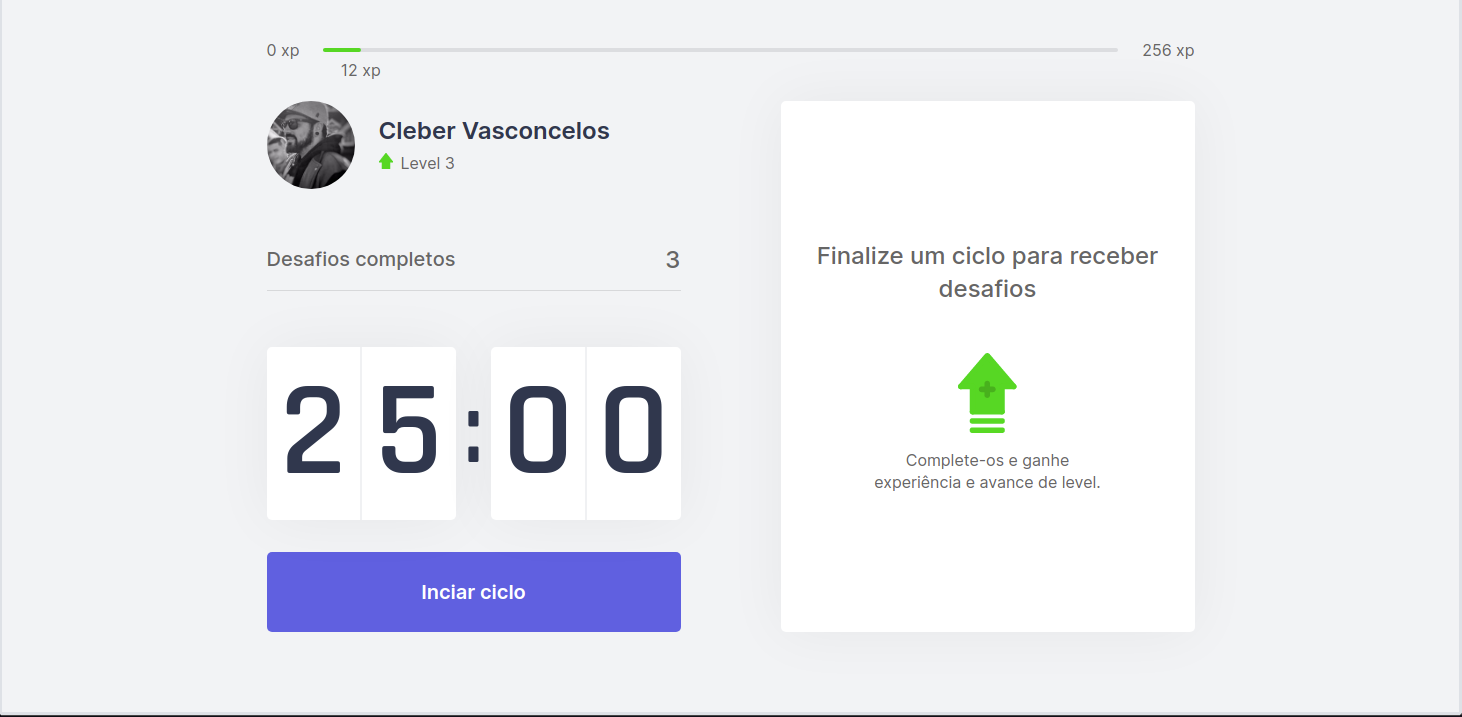 0 xp
256 xp
12 xp
Cleber Vasconcelos
Level 3
Desafios completos 3
25:00
Inciar ciclo
Finalize um ciclo para receber
desafios
Complete-os e ganhe
experiência e avance de level.